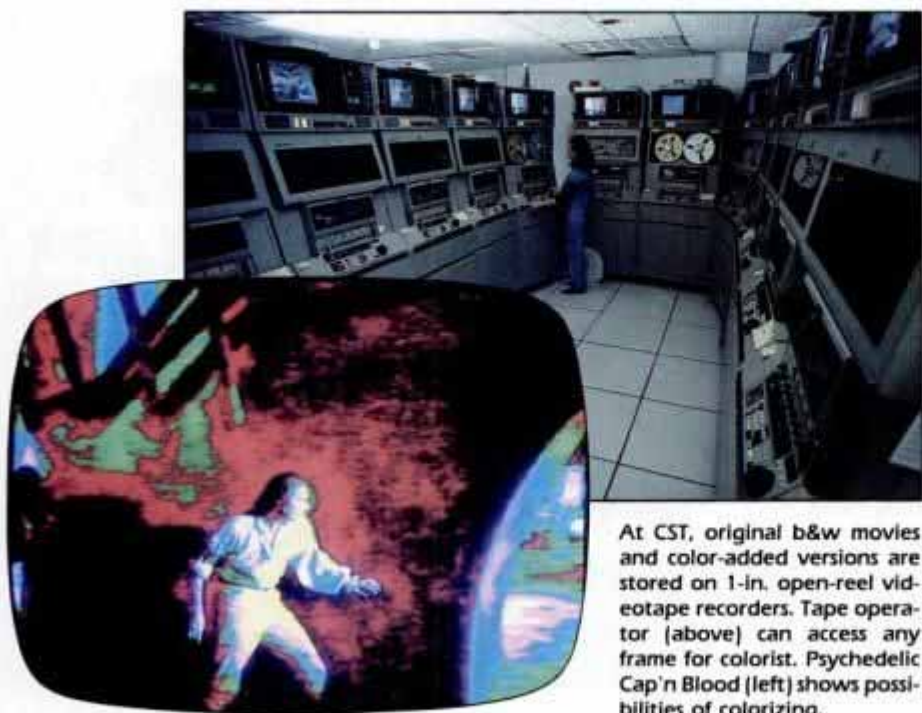 At CST, original b&w movies
and color-added versions are
stored on 1-in. open-reel vid-
eotape recorders. Tape opera-
tor (above) can access any
frame for colorist. Psychedelic
Cap'n Blood (left) shows possi-
bilities of colorizing.